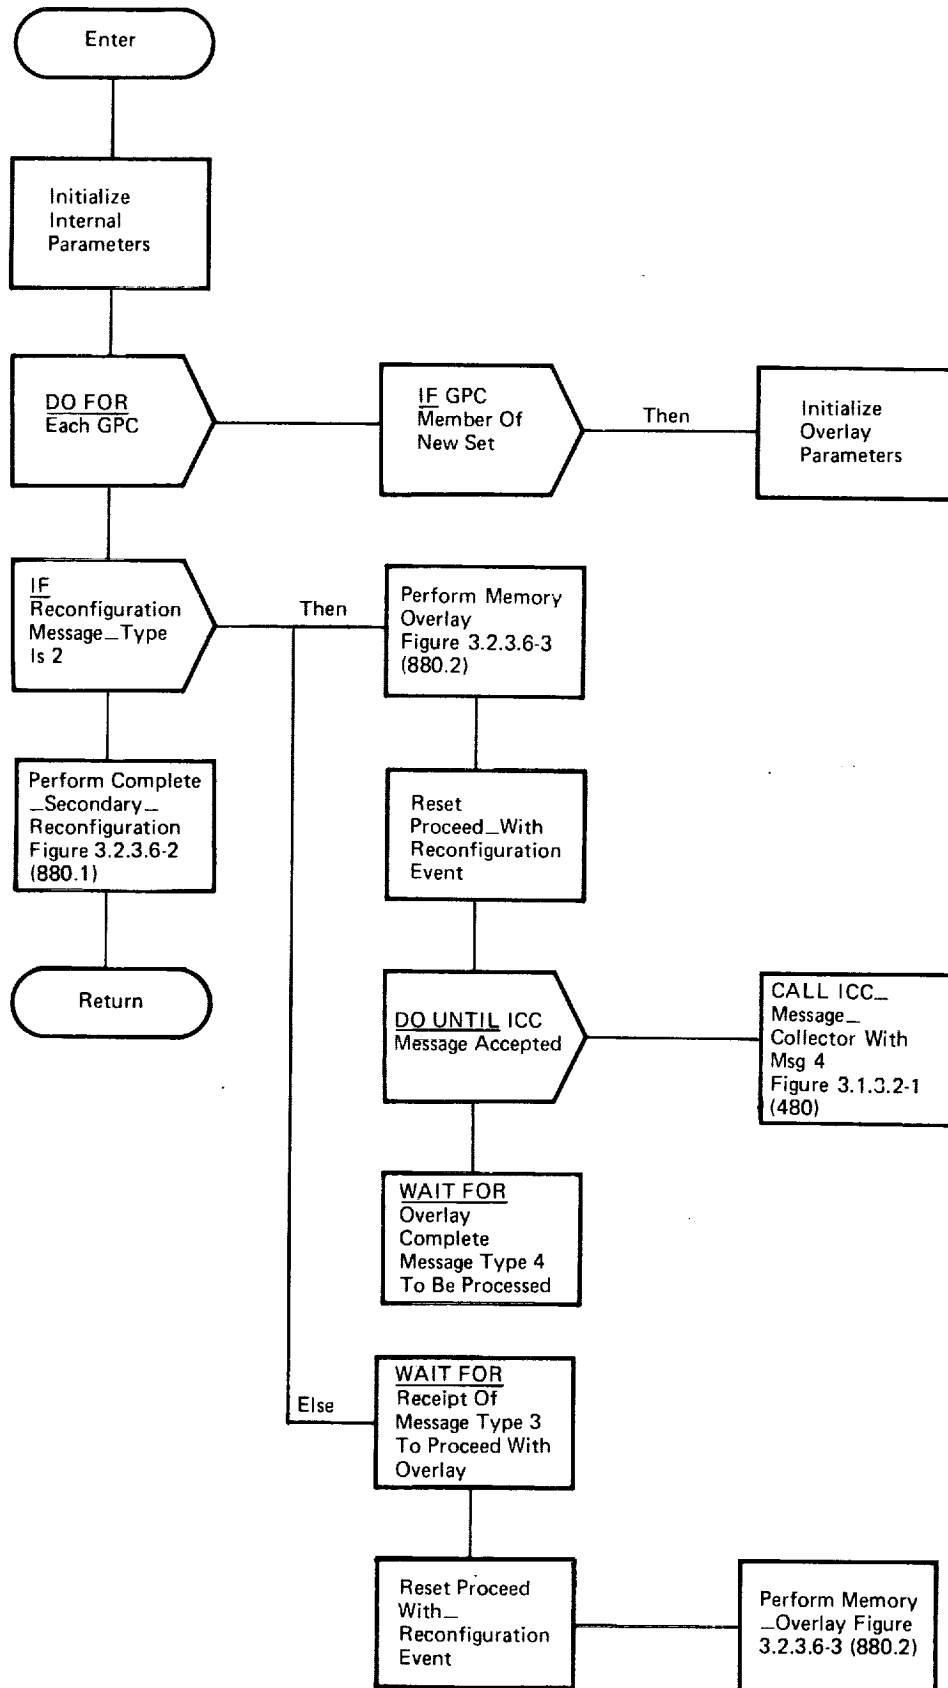 Enter
Initialize
Internal
Parameters
DO FOR
Each GPC
IF GPC
Member Of
New Set
Then
Initialize
Overlay
Parameters
IF
Reconfiguration
Message_Type
Is 2
Then
Perform Memory
Overlay
Figure 3.2.3.6-3
(880.2)
Perform Complete
_Secondary_
Reconfiguration
Figure 3.2.3.6-2
(880.1)
Reset
Proceed_With
Reconfiguration
Event
Return
DO UNTIL ICC
Message Accepted
CALL ICC_
Message_
Collector With
Msg 4
Figure 3.1.3.2-1
(480)
WAIT FOR
Overlay
Complete
Message Type 4
To Be Processed
Else
WAIT FOR
Receipt Of
Message Type 3
To Proceed With
Overlay
Reset Proceed
With_
Reconfiguration
Event
Perform Memory
_Overlay Figure
3.2.3.6-3 (880.2)